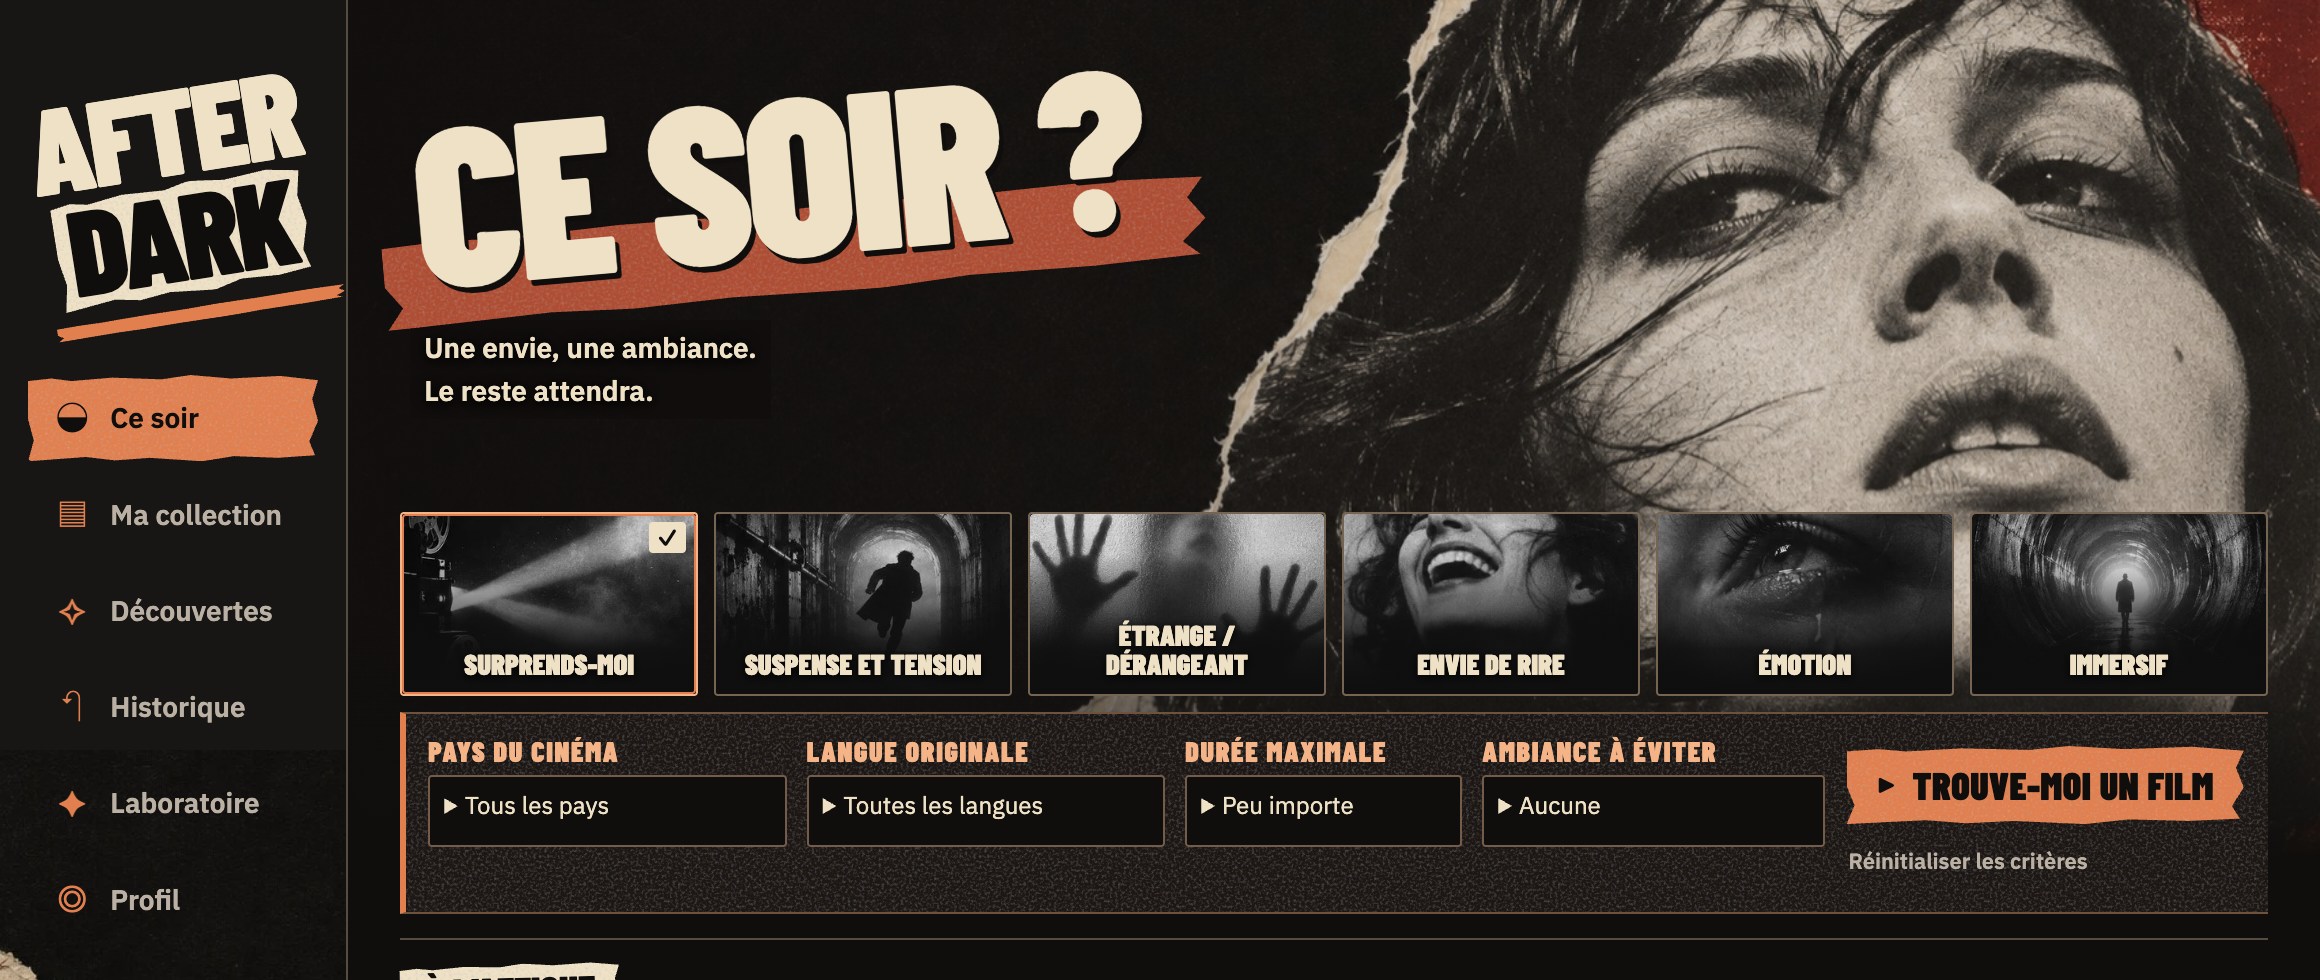 AFTER
DARK
Ce soir
Ma collection
Découvertes
Historique
Laboratoire
Profil
CE SOIR ?
Une envie, une ambiance.
Le reste attendra.
SURPRENDS-MOI
SUSPENSE ET TENSION
ÉTRANGE /
DÉRANGEANT
ENVIE DE RIRE
ÉMOTION
IMMERSIF
PAYS DU CINÉMA
Tous les pays
LANGUE ORIGINALE
Toutes les langues
DURÉE MAXIMALE
Peu importe
AMBIANCE À ÉVITER
Aucune
TROUVE-MOI UN FILM
Réinitialiser les critères